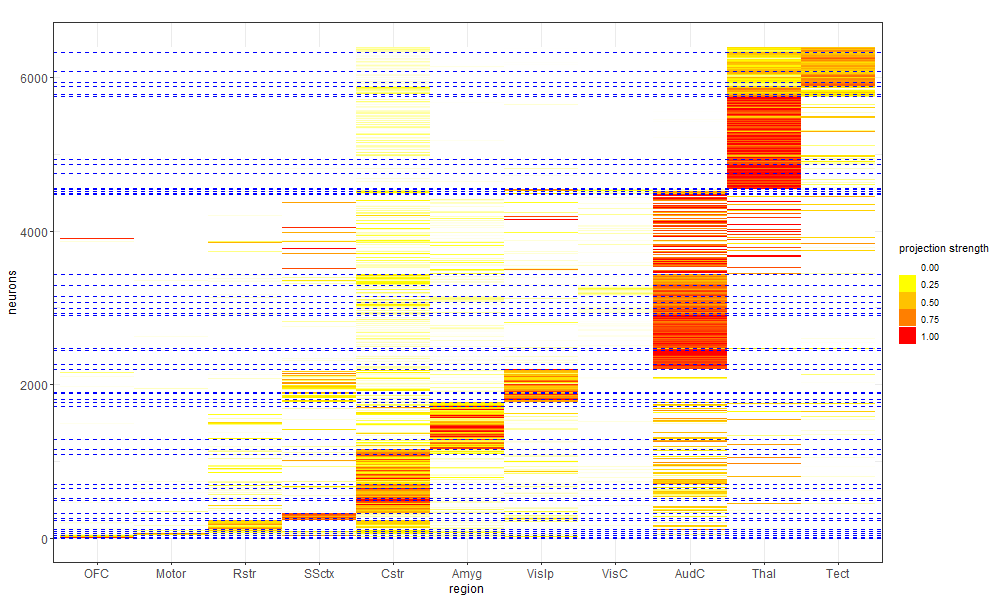 6000
4000
2000
0
neurons
OFC Motor Rstr SSctx Cstr Amyg VisIp VisC AudC Thal Tect
region
projection strength
0.00
0.25
0.50
0.75
1.00